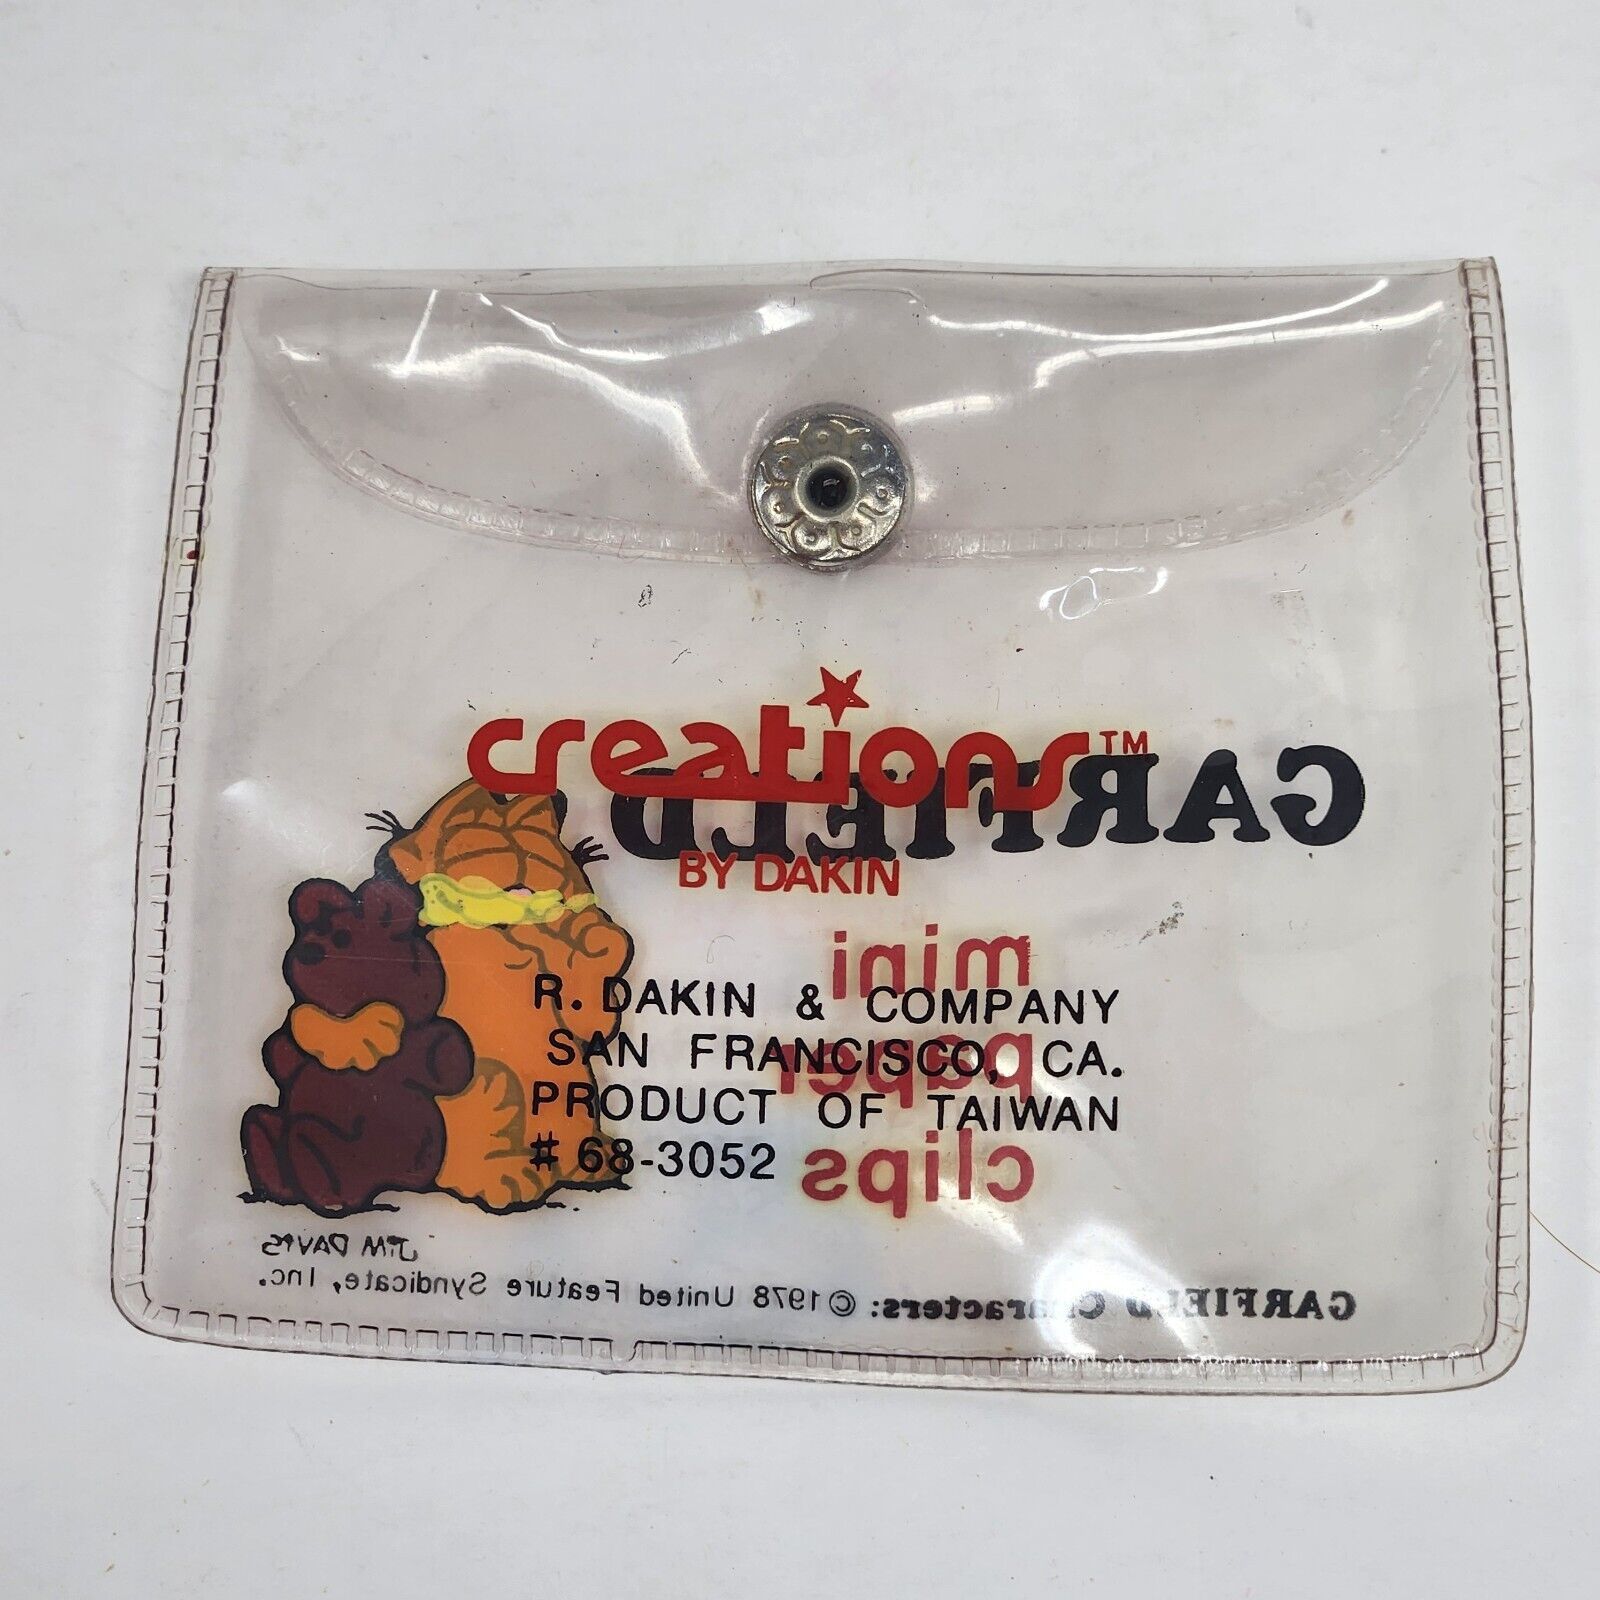 creations™
GARFIELD
BY DAKIN
mini
R. DAKIN & COMPANY
SAN FRANCISCO, CA.
paper
PRODUCT OF TAIWAN
# 68-3052
clips
JIM DAVIS
GARFIELD Characters: © 1978 United Feature Syndicate, Inc.